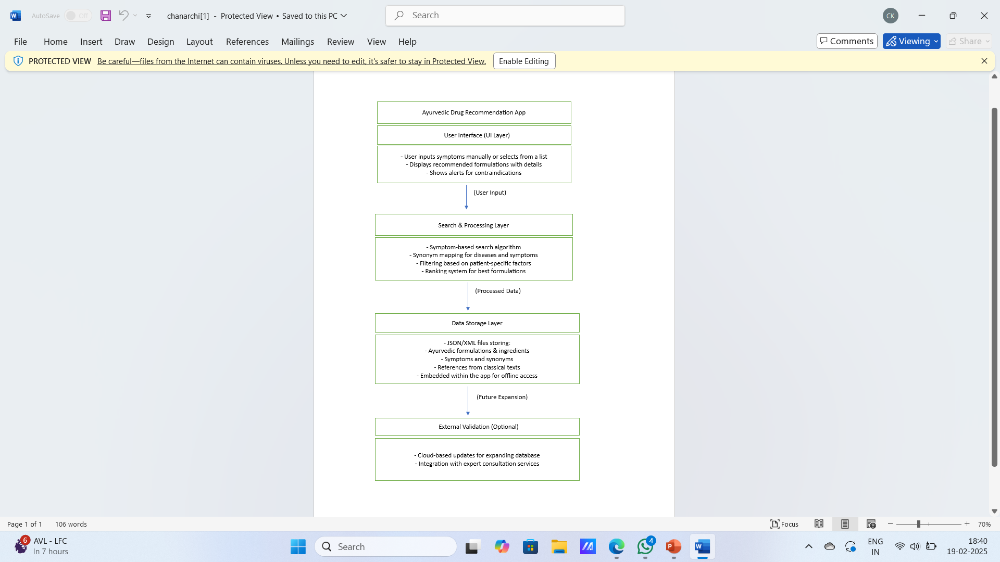 AutoSave
Off
chanarchi[1] - Protected View • Saved to this PC
Search
CK
File
Home
Insert
Draw
Design
Layout
References
Mailings
Review
View
Help
Comments
Viewing
Share
PROTECTED VIEW Be careful—files from the Internet can contain viruses. Unless you need to edit, it's safer to stay in Protected View.
Enable Editing
Ayurvedic Drug Recommendation App
User Interface (UI Layer)
- User inputs symptoms manually or selects from a list
- Displays recommended formulations with details
- Shows alerts for contraindications
(User Input)
Search & Processing Layer
- Symptom-based search algorithm
- Synonym mapping for diseases and symptoms
- Filtering based on patient-specific factors
- Ranking system for best formulations
(Processed Data)
Data Storage Layer
- JSON/XML files storing:
- Ayurvedic formulations & ingredients
- Symptoms and synonyms
- References from classical texts
- Embedded within the app for offline access
(Future Expansion)
External Validation (Optional)
- Cloud-based updates for expanding database
- Integration with expert consultation services
Page 1 of 1
106 words
Focus
70%
6
AVL - LFC
In 7 hours
Search
4
ENG
IN
18:40
19-02-2025